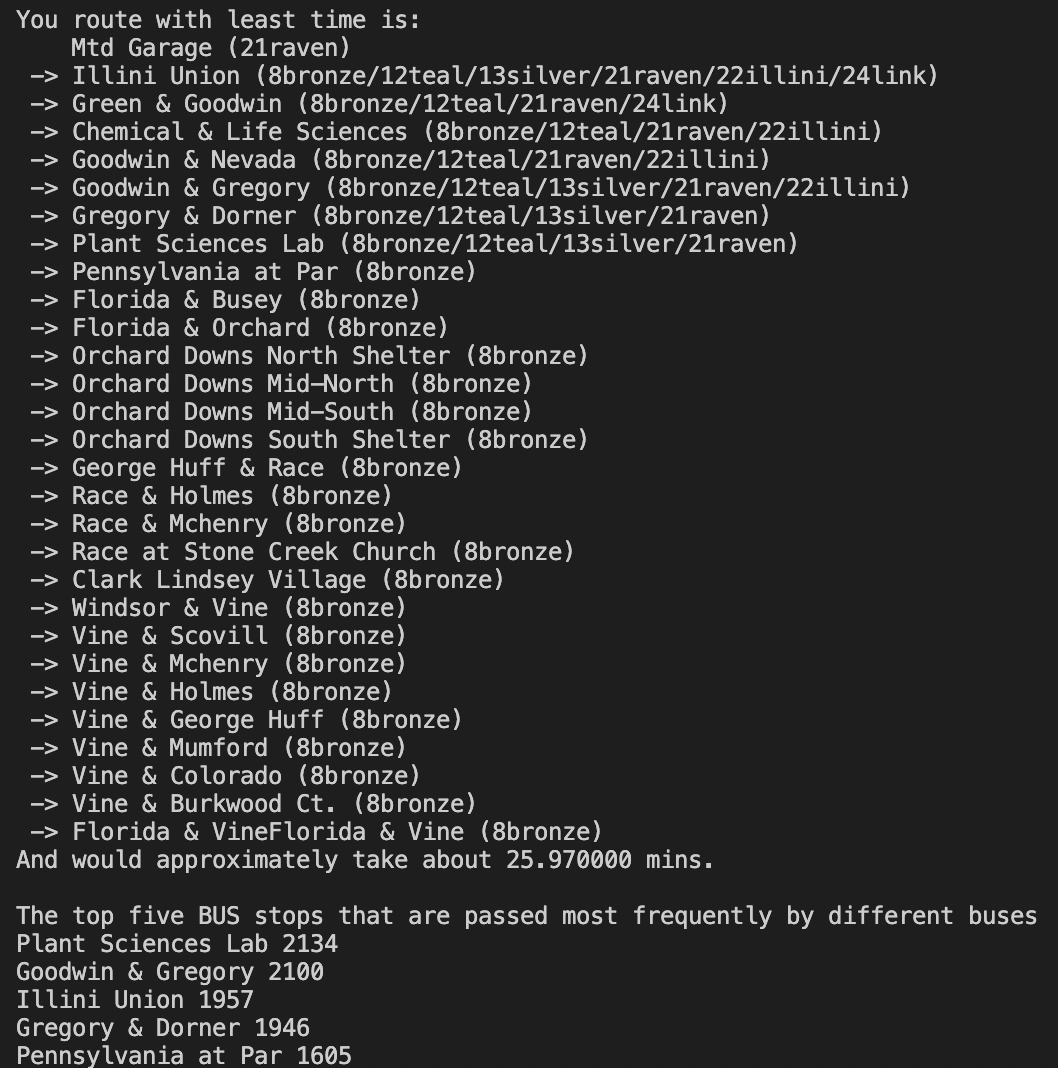 You route with least time is:
Mtd Garage (21raven)
-> Illini Union (8bronze/12teal/13silver/21raven/22illini/24link)
-> Green & Goodwin (8bronze/12teal/21raven/24link)
-> Chemical & Life Sciences (8bronze/12teal/21raven/22illini)
-> Goodwin & Nevada (8bronze/12teal/21raven/22illini)
-> Goodwin & Gregory (8bronze/12teal/13silver/21raven/22illini)
-> Gregory & Dorner (8bronze/12teal/13silver/21raven)
-> Plant Sciences Lab (8bronze/12teal/13silver/21raven)
-> Pennsylvania at Par (8bronze)
-> Florida & Busey (8bronze)
-> Florida & Orchard (8bronze)
-> Orchard Downs North Shelter (8bronze)
-> Orchard Downs Mid-North (8bronze)
-> Orchard Downs Mid-South (8bronze)
-> Orchard Downs South Shelter (8bronze)
-> George Huff & Race (8bronze)
-> Race & Holmes (8bronze)
-> Race & Mchenry (8bronze)
-> Race at Stone Creek Church (8bronze)
-> Clark Lindsey Village (8bronze)
-> Windsor & Vine (8bronze)
-> Vine & Scovill (8bronze)
-> Vine & Mchenry (8bronze)
-> Vine & Holmes (8bronze)
-> Vine & George Huff (8bronze)
-> Vine & Mumford (8bronze)
-> Vine & Colorado (8bronze)
-> Vine & Burkwood Ct. (8bronze)
-> Florida & VineFlorida & Vine (8bronze)
And would approximately take about 25.970000 mins.

The top five BUS stops that are passed most frequently by different buses
Plant Sciences Lab 2134
Goodwin & Gregory 2100
Illini Union 1957
Gregory & Dorner 1946
Pennsylvania at Par 1605